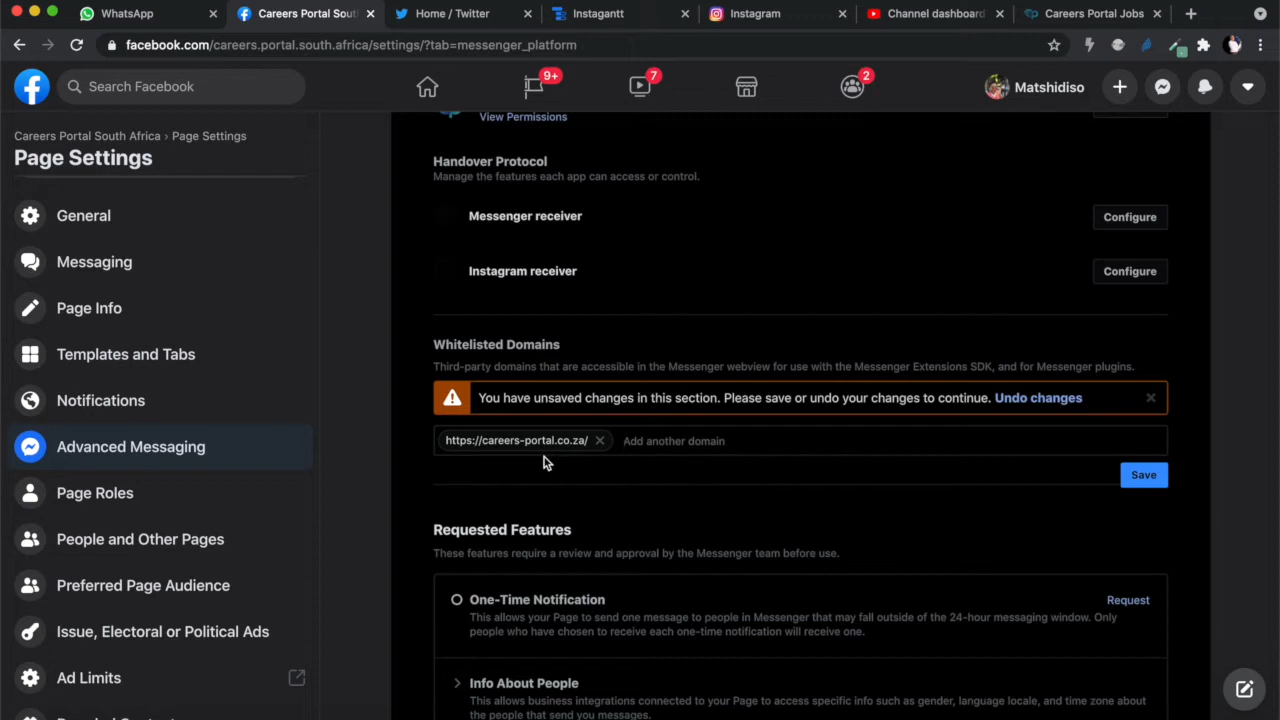 WhatsApp
Careers Portal Sout
Home / Twitter
Instagantt
Instagram
Channel dashboard
Careers Portal Jobs
facebook.com/careers.portal.south.africa/settings/?tab=messenger_platform
Search Facebook
9+
7
2
Matshidiso
Careers Portal South Africa › Page Settings
Page Settings
General
Messaging
Page Info
Templates and Tabs
Notifications
Advanced Messaging
Page Roles
People and Other Pages
Preferred Page Audience
Issue, Electoral or Political Ads
Ad Limits
View Permissions
Handover Protocol
Manage the features each app can access or control.
Messenger receiver
Configure
Instagram receiver
Configure
Whitelisted Domains
Third-party domains that are accessible in the Messenger webview for use with the Messenger Extensions SDK, and for Messenger plugins.
You have unsaved changes in this section. Please save or undo your changes to continue. Undo changes
https://careers-portal.co.za/
Add another domain
Save
Requested Features
These features require a review and approval by the Messenger team before use.
One-Time Notification
Request
This allows your Page to send one message to people in Messenger that may fall outside of the 24-hour messaging window. Only
people who have chosen to receive each one-time notification will receive one.
Info About People
This allows business integrations connected to your Page to access specific info such as gender, language locale, and time zone about
the people that send you messages.